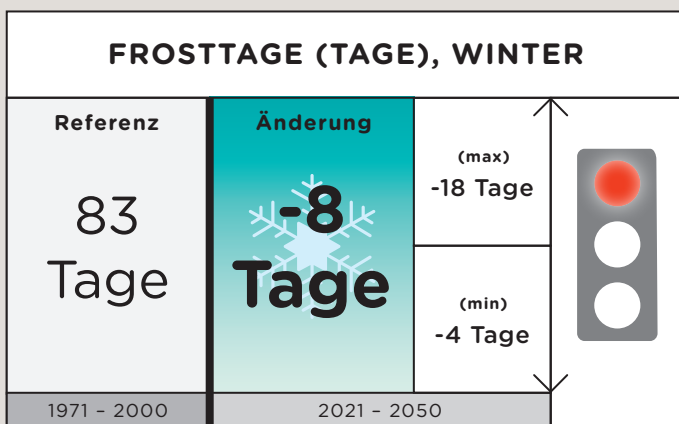 FROSTTAGE (TAGE), WINTER
Referenz
83
Tage
Änderung
-8
Tage
(max)
-18 Tage
(min)
-4 Tage
1971 – 2000
2021 – 2050